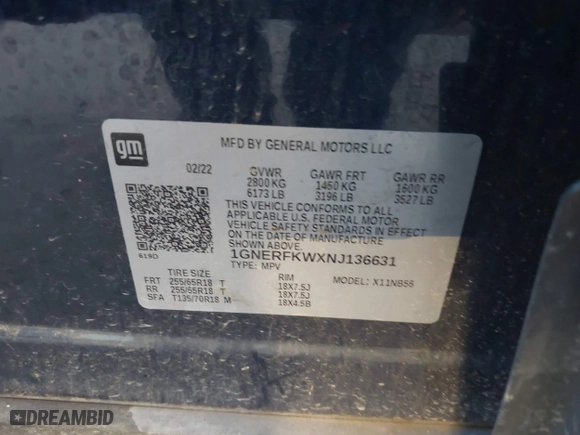 gm
MFD BY GENERAL MOTORS LLC
02/22 GVWR GAWR FRT GAWR RR
2800 KG 1450 KG 1600 KG
6173 LB 3196 LB 3527 LB
THIS VEHICLE CONFORMS TO ALL
APPLICABLE U.S. FEDERAL MOTOR
VEHICLE SAFETY STANDARDS IN EFFECT
ON THE DATE OF MANUFACTURE
SHOWN ABOVE.
619D
1GNERFKWXNJ136631
TYPE: MPV MODEL: X11NB56
TIRE SIZE RIM
FRT 255/65R18 T 18X7.5J
RR 255/65R18 T 18X7.5J
SFA T135/70R18 M 18X4.5B
DREAMBID